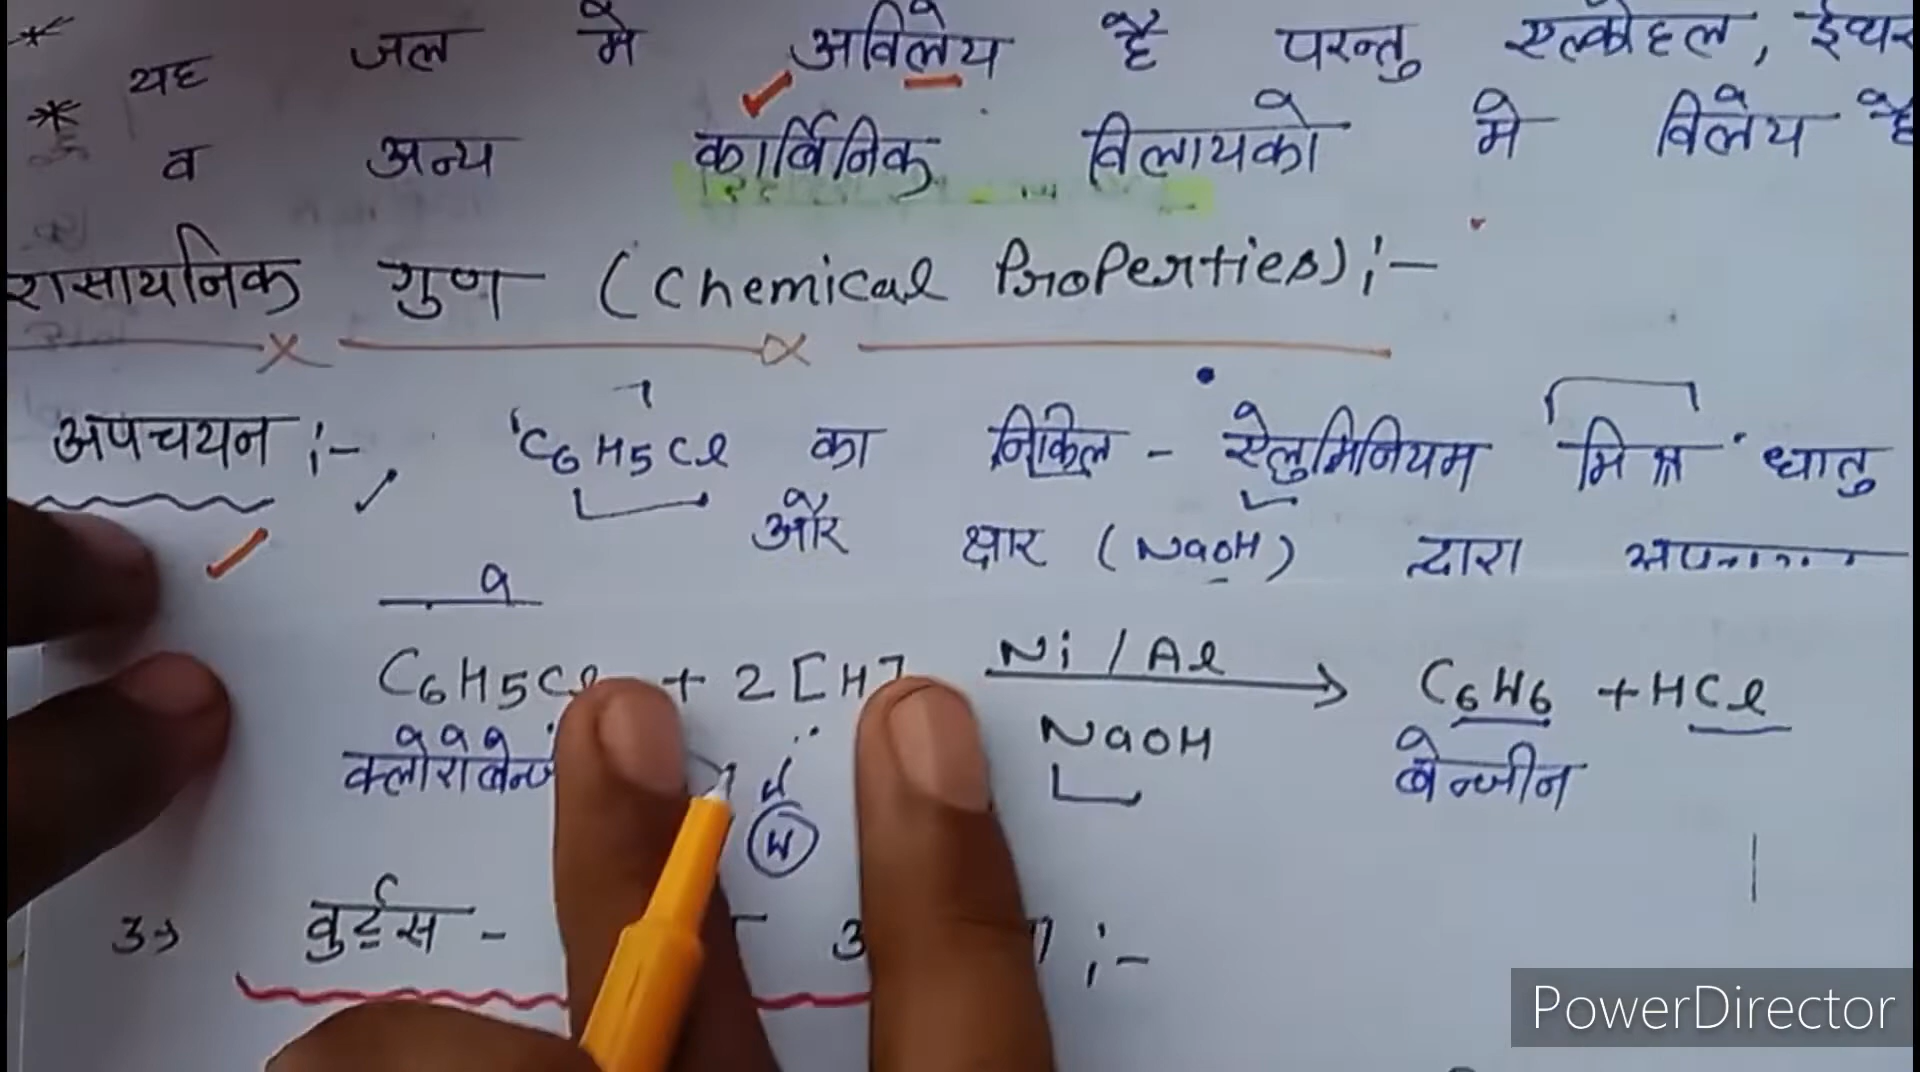 यह जल मे अविलेय है परन्तु एल्कोहल, ईथर
व अन्य कार्बिनिक विलायको मे विलेय है
रासायनिक गुण (Chemical Properties) :-
अपचयन :- C6H5Cl का निकिल - ऐलुमिनियम मिश्र धातु
और क्षार (NaOH) द्वारा अप.......
C6H5Cl + 2[H] Ni / Al C6H6 + HCl
NaOH
क्लोरोबेन्ज बेन्जीन
H
3→ वुर्ट्स - :-
PowerDirector